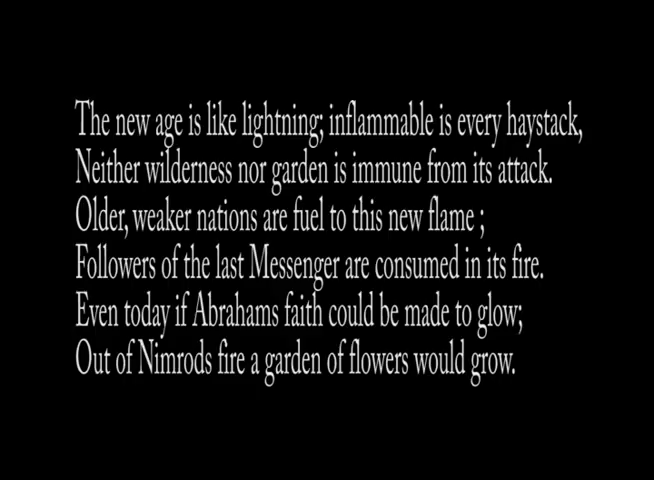 The new age is like lightning; inflammable is every haystack,
Neither wilderness nor garden is immune from its attack.
Older, weaker nations are fuel to this new flame ;
Followers of the last Messenger are consumed in its fire.
Even today if Abrahams faith could be made to glow;
Out of Nimrods fire a garden of flowers would grow.